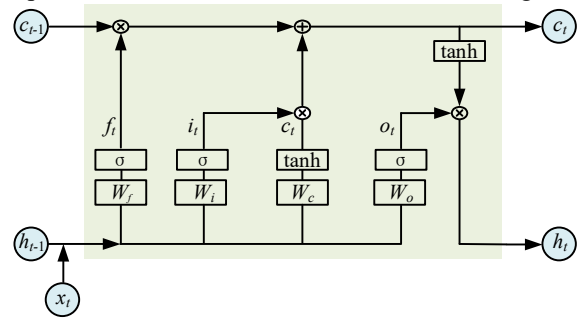 c_{t-1} c_t
tanh
f_t i_t c_t o_t
σ σ tanh σ
W_f W_i W_c W_o
h_{t-1} h_t
x_t